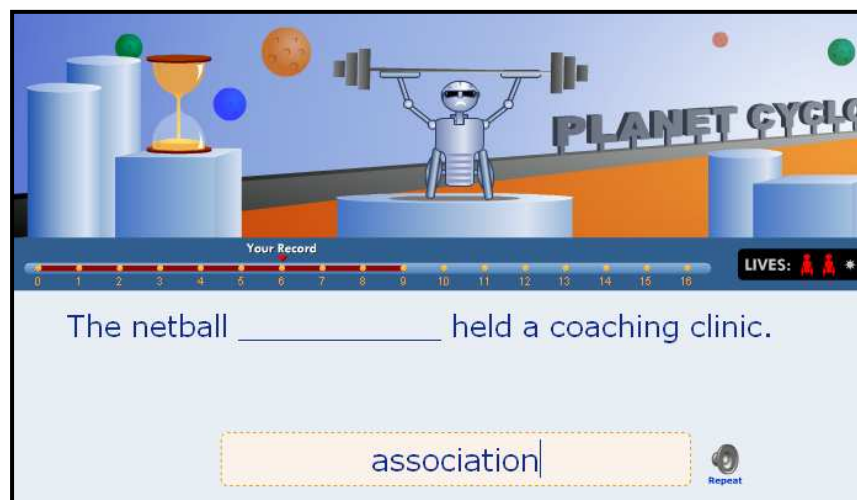 PLANET CYCLO
Your Record
0 1 2 3 4 5 6 7 8 9 10 11 12 13 14 15 16
LIVES:
The netball ____________ held a coaching clinic.
association
Repeat